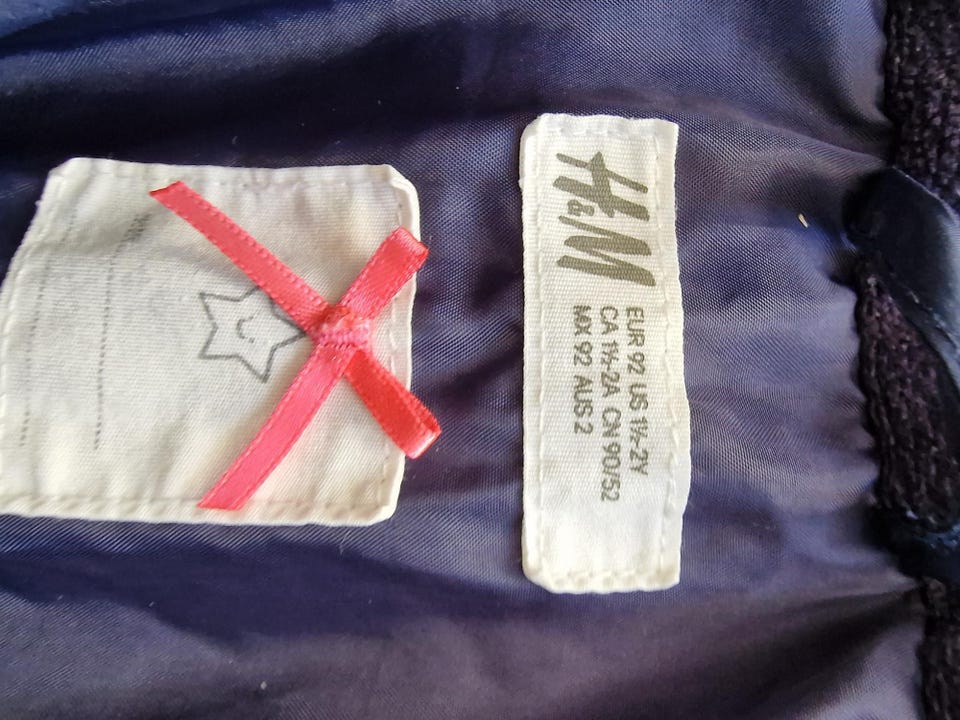 H&M
EUR 92 US 1½-2Y
CA 1½-2A CN 90/52
MX 92 AUS 2